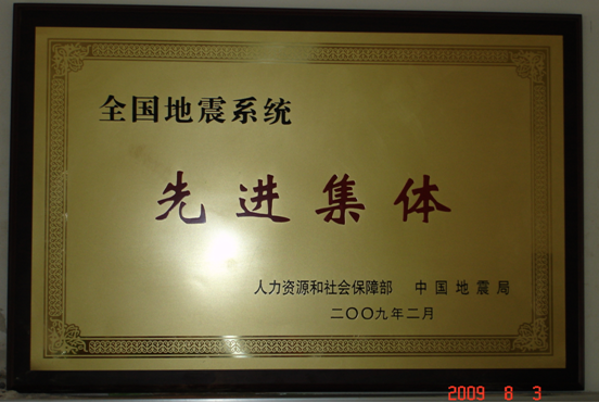 全国地震系统
先进集体
人力资源和社会保障部 中国地震局
二〇〇九年二月
2009 8 3